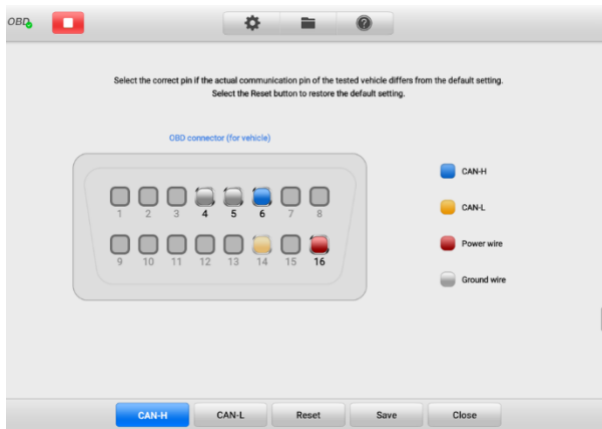 OBD
Select the correct pin if the actual communication pin of the tested vehicle differs from the default setting.
Select the Reset button to restore the default setting.
OBD connector (for vehicle)
1 2 3 4 5 6 7 8
9 10 11 12 13 14 15 16
CAN-H
CAN-L
Power wire
Ground wire
CAN-H CAN-L Reset Save Close